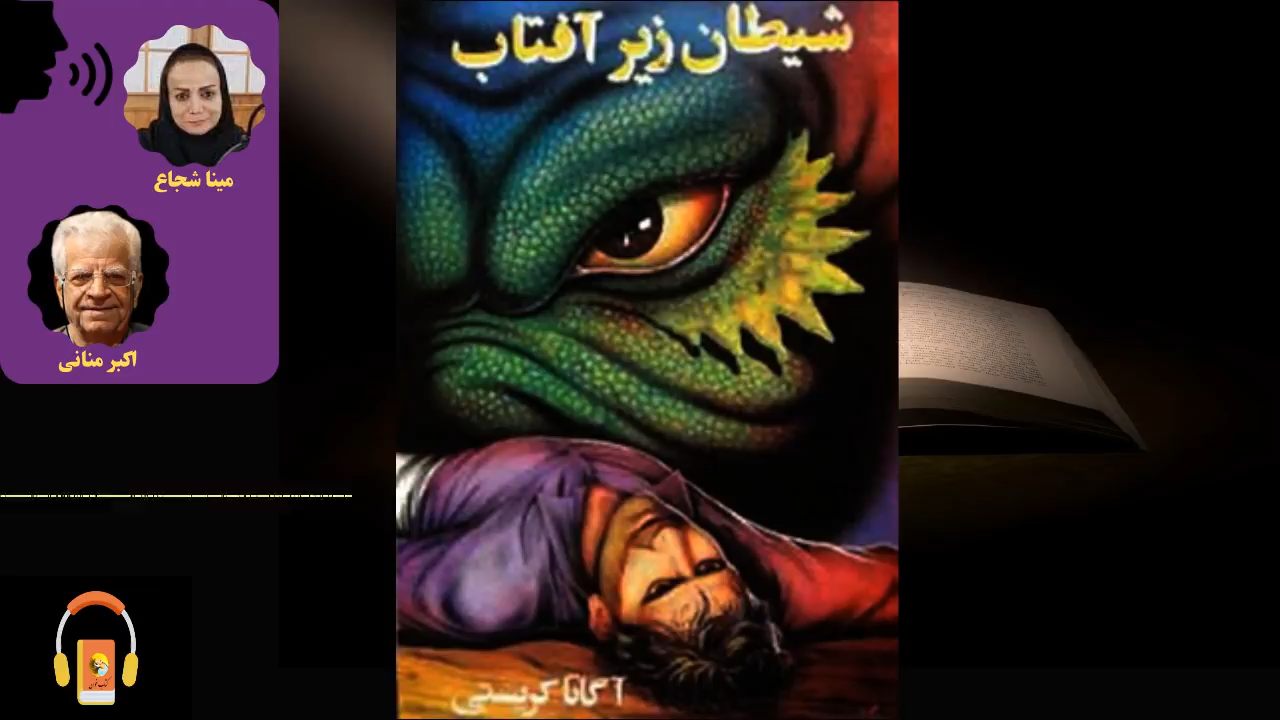 شیطان زیر آفتاب
مینا شجاع
اکبر منانی
آگاتا کریستی